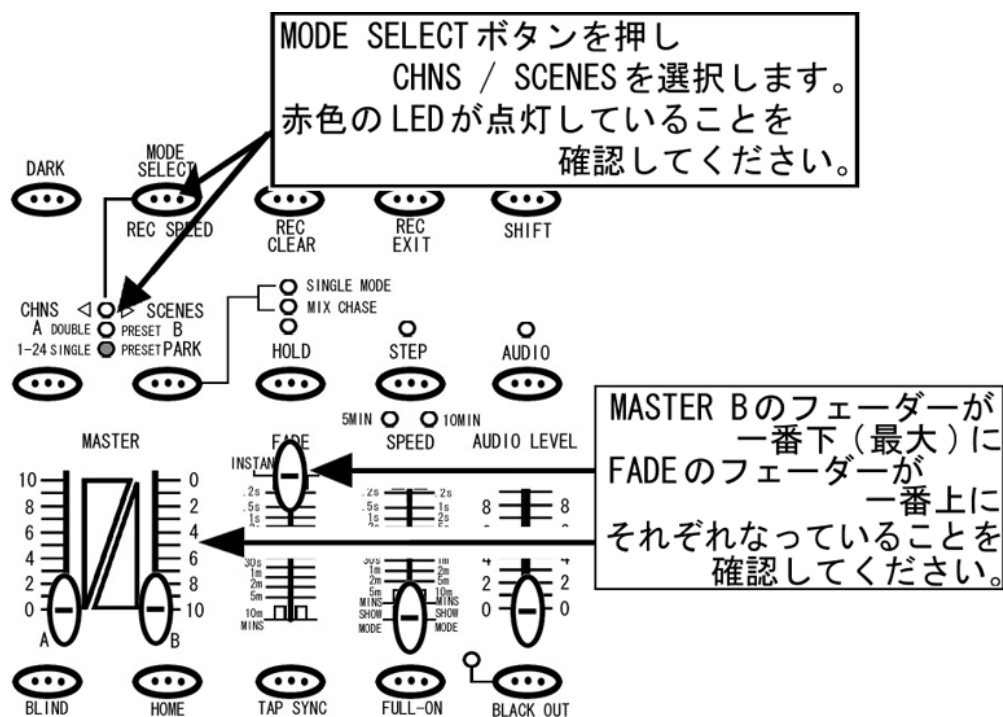 MODE SELECTボタンを押し
CHNS / SCENESを選択します。
赤色のLEDが点灯していることを
確認してください。
DARK
MODE
SELECT
REC SPEED
REC
CLEAR
REC
EXIT
SHIFT
CHNS ◁ ▷ SCENES
A DOUBLE PRESET B
1-24 SINGLE PRESET PARK
SINGLE MODE
MIX CHASE
HOLD
STEP
AUDIO
5MIN 10MIN
MASTER
FADE
SPEED
AUDIO LEVEL
MASTER Bのフェーダーが
一番下(最大)に
FADEのフェーダーが
一番上に
それぞれなっていることを
確認してください。
10 0
8 2
6 4
4 6
2 8
0 10
A B
INSTAN
.2s .2s
.5s .5s
1s 1s
30s
1m 1m
2m 2m
5m 5m
10m
MINS
.2s .2s
.5s .5s
1s 1s
2s 2s
30s 1m
1m 2m
2m 5m
5m 10m
MINS MINS
SHOW SHOW
MODE MODE
8 8
4 4
2 2
0 0
BLIND
HOME
TAP SYNC
FULL-ON
BLACK OUT